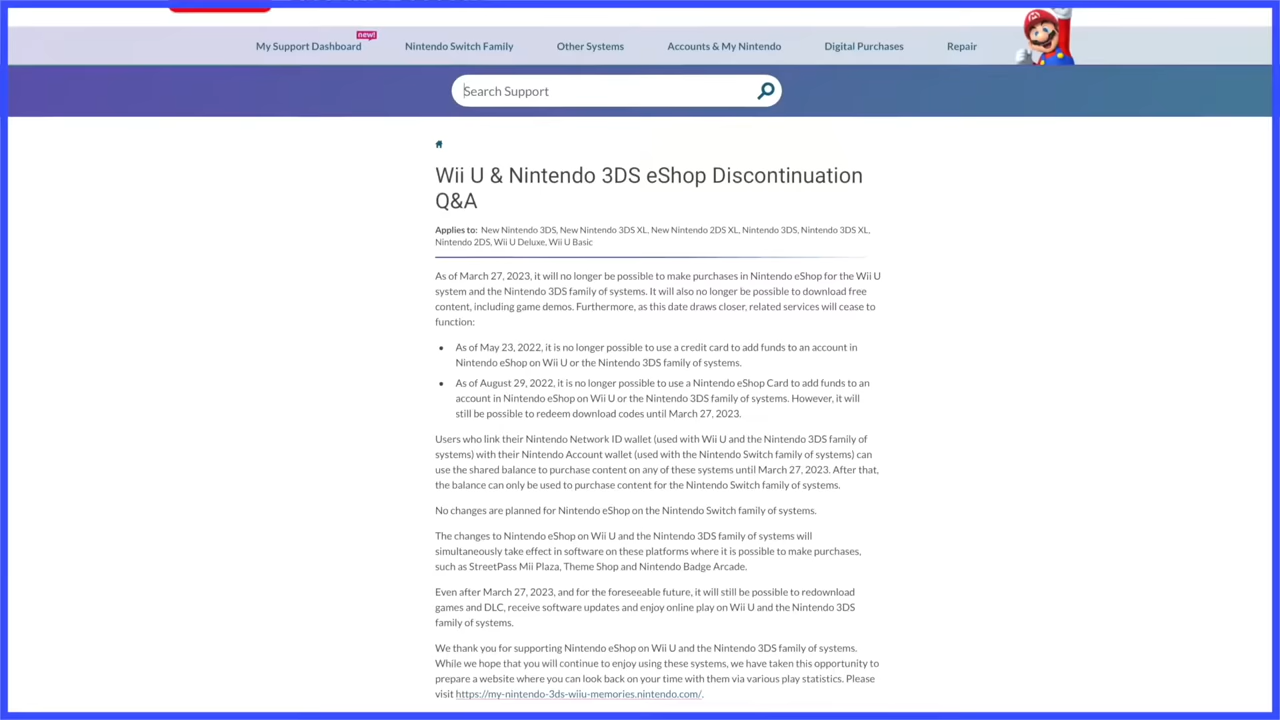 new!
My Support Dashboard Nintendo Switch Family Other Systems Accounts & My Nintendo Digital Purchases Repair
Search Support
Wii U & Nintendo 3DS eShop Discontinuation
Q&A
Applies to: New Nintendo 3DS, New Nintendo 3DS XL, New Nintendo 2DS XL, Nintendo 3DS, Nintendo 3DS XL,
Nintendo 2DS, Wii U Deluxe, Wii U Basic
As of March 27, 2023, it will no longer be possible to make purchases in Nintendo eShop for the Wii U
system and the Nintendo 3DS family of systems. It will also no longer be possible to download free
content, including game demos. Furthermore, as this date draws closer, related services will cease to
function:
• As of May 23, 2022, it is no longer possible to use a credit card to add funds to an account in
Nintendo eShop on Wii U or the Nintendo 3DS family of systems.
• As of August 29, 2022, it is no longer possible to use a Nintendo eShop Card to add funds to an
account in Nintendo eShop on Wii U or the Nintendo 3DS family of systems. However, it will
still be possible to redeem download codes until March 27, 2023.
Users who link their Nintendo Network ID wallet (used with Wii U and the Nintendo 3DS family of
systems) with their Nintendo Account wallet (used with the Nintendo Switch family of systems) can
use the shared balance to purchase content on any of these systems until March 27, 2023. After that,
the balance can only be used to purchase content for the Nintendo Switch family of systems.
No changes are planned for Nintendo eShop on the Nintendo Switch family of systems.
The changes to Nintendo eShop on Wii U and the Nintendo 3DS family of systems will
simultaneously take effect in software on these platforms where it is possible to make purchases,
such as StreetPass Mii Plaza, Theme Shop and Nintendo Badge Arcade.
Even after March 27, 2023, and for the foreseeable future, it will still be possible to redownload
games and DLC, receive software updates and enjoy online play on Wii U and the Nintendo 3DS
family of systems.
We thank you for supporting Nintendo eShop on Wii U and the Nintendo 3DS family of systems.
While we hope that you will continue to enjoy using these systems, we have taken this opportunity to
prepare a website where you can look back on your time with them via various play statistics. Please
visit https://my-nintendo-3ds-wiiu-memories.nintendo.com/.